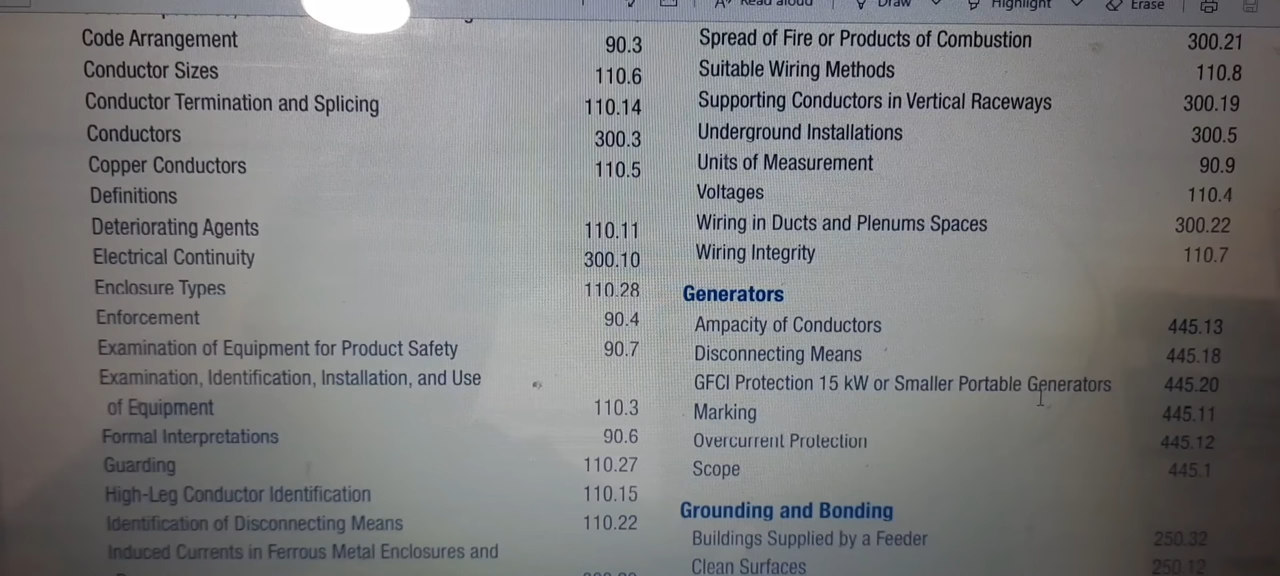 Read aloud
Draw
Highlight
Erase
Code Arrangement 90.3
Conductor Sizes 110.6
Conductor Termination and Splicing 110.14
Conductors 300.3
Copper Conductors 110.5
Definitions
Deteriorating Agents 110.11
Electrical Continuity 300.10
Enclosure Types 110.28
Enforcement 90.4
Examination of Equipment for Product Safety 90.7
Examination, Identification, Installation, and Use
of Equipment 110.3
Formal Interpretations 90.6
Guarding 110.27
High-Leg Conductor Identification 110.15
Identification of Disconnecting Means 110.22
Induced Currents in Ferrous Metal Enclosures and
Spread of Fire or Products of Combustion 300.21
Suitable Wiring Methods 110.8
Supporting Conductors in Vertical Raceways 300.19
Underground Installations 300.5
Units of Measurement 90.9
Voltages 110.4
Wiring in Ducts and Plenums Spaces 300.22
Wiring Integrity 110.7
Generators
Ampacity of Conductors 445.13
Disconnecting Means 445.18
GFCI Protection 15 kW or Smaller Portable Generators 445.20
Marking 445.11
Overcurrent Protection 445.12
Scope 445.1
Grounding and Bonding
Buildings Supplied by a Feeder 250.32
Clean Surfaces 250.12